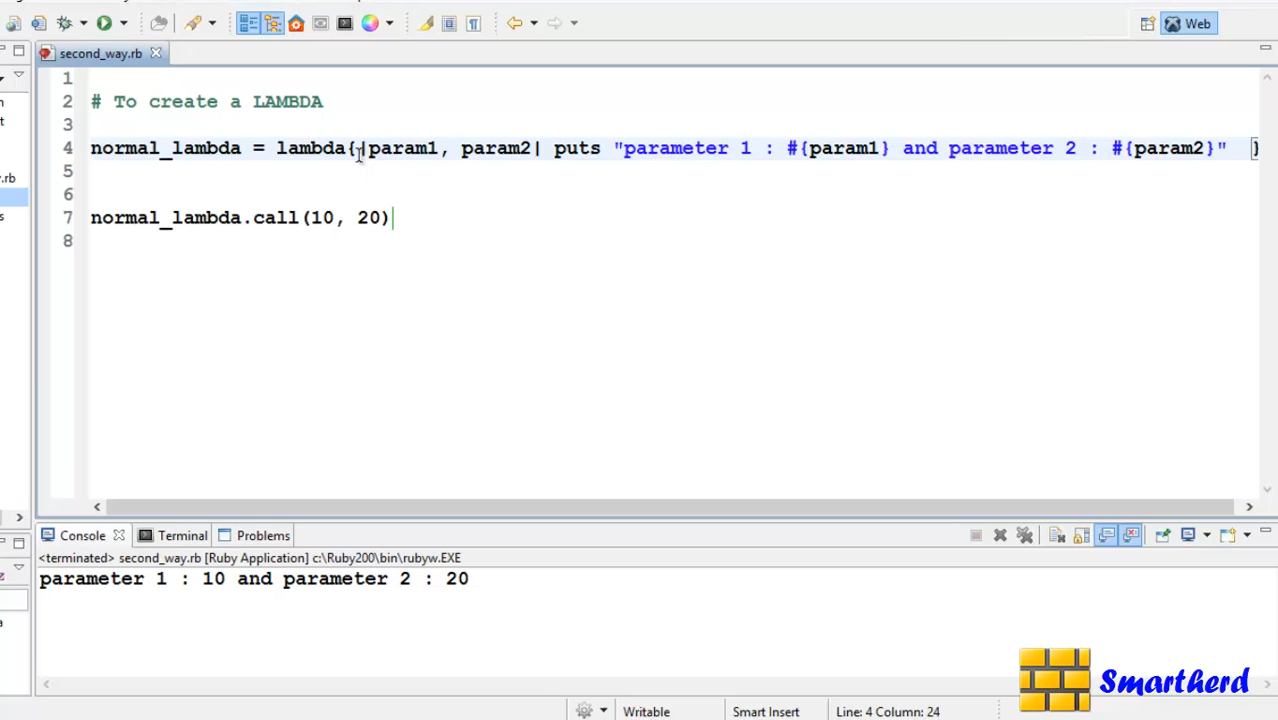 Web
second_way.rb
1
2 # To create a LAMBDA
3
4 normal_lambda = lambda{ |param1, param2| puts "parameter 1 : #{param1} and parameter 2 : #{param2}" }
5
.rb
6
7 normal_lambda.call(10, 20)
8
Console Terminal Problems
<terminated> second_way.rb [Ruby Application] c:\Ruby200\bin\rubyw.EXE
parameter 1 : 10 and parameter 2 : 20
Smartherd
Writable Smart Insert Line: 4 Column: 24